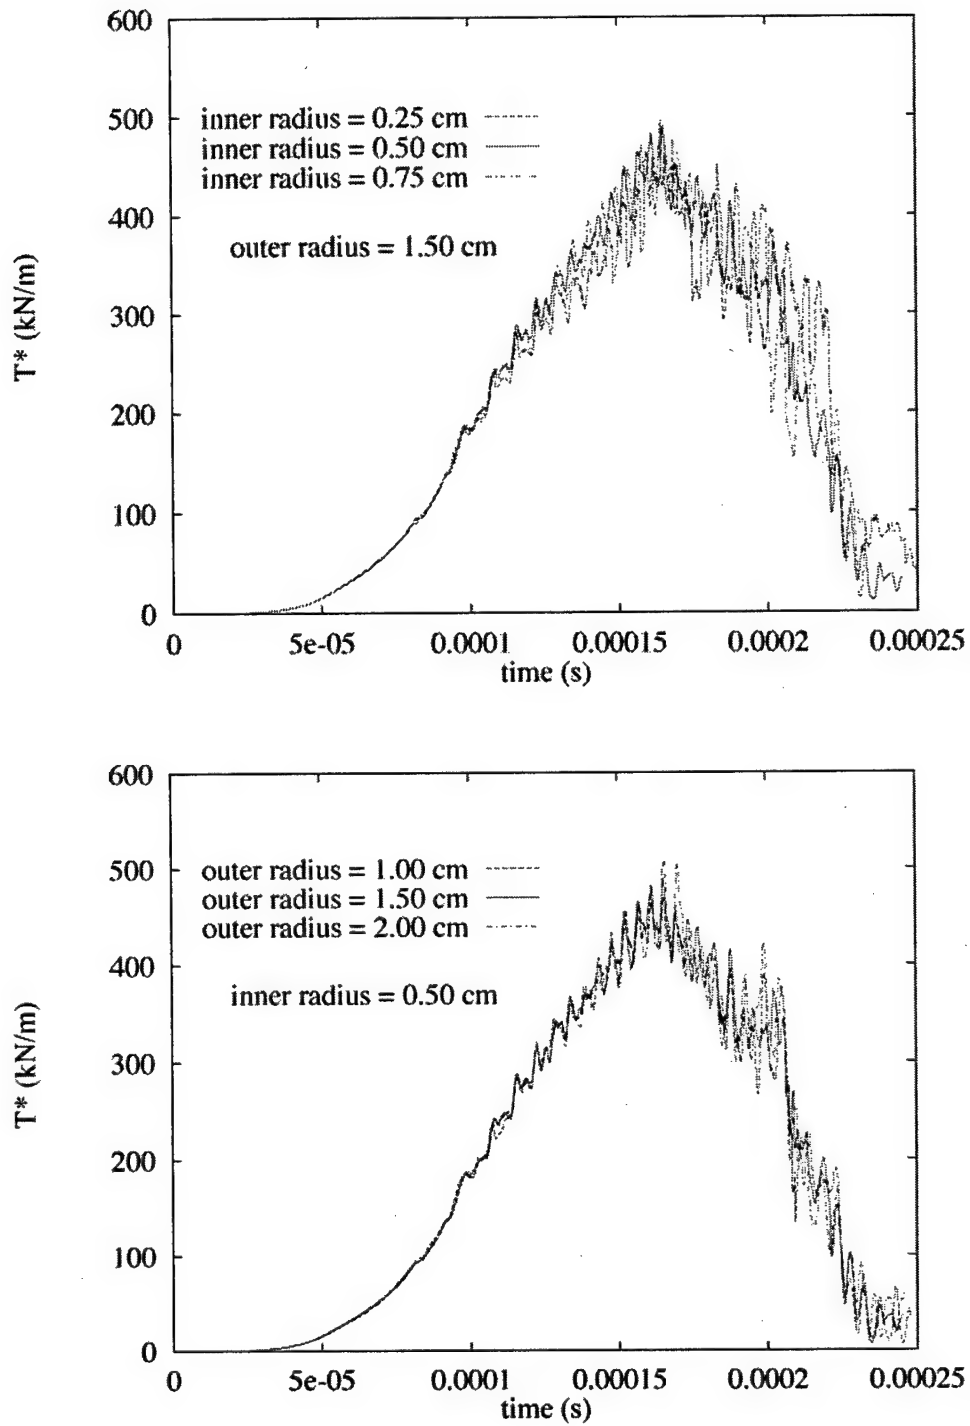 600
500
400
300
200
100
0
T* (kN/m)
inner radius = 0.25 cm
inner radius = 0.50 cm
inner radius = 0.75 cm
outer radius = 1.50 cm
0 5e-05 0.0001 0.00015 0.0002 0.00025
time (s)
600
500
400
300
200
100
0
T* (kN/m)
outer radius = 1.00 cm
outer radius = 1.50 cm
outer radius = 2.00 cm
inner radius = 0.50 cm
0 5e-05 0.0001 0.00015 0.0002 0.00025
time (s)